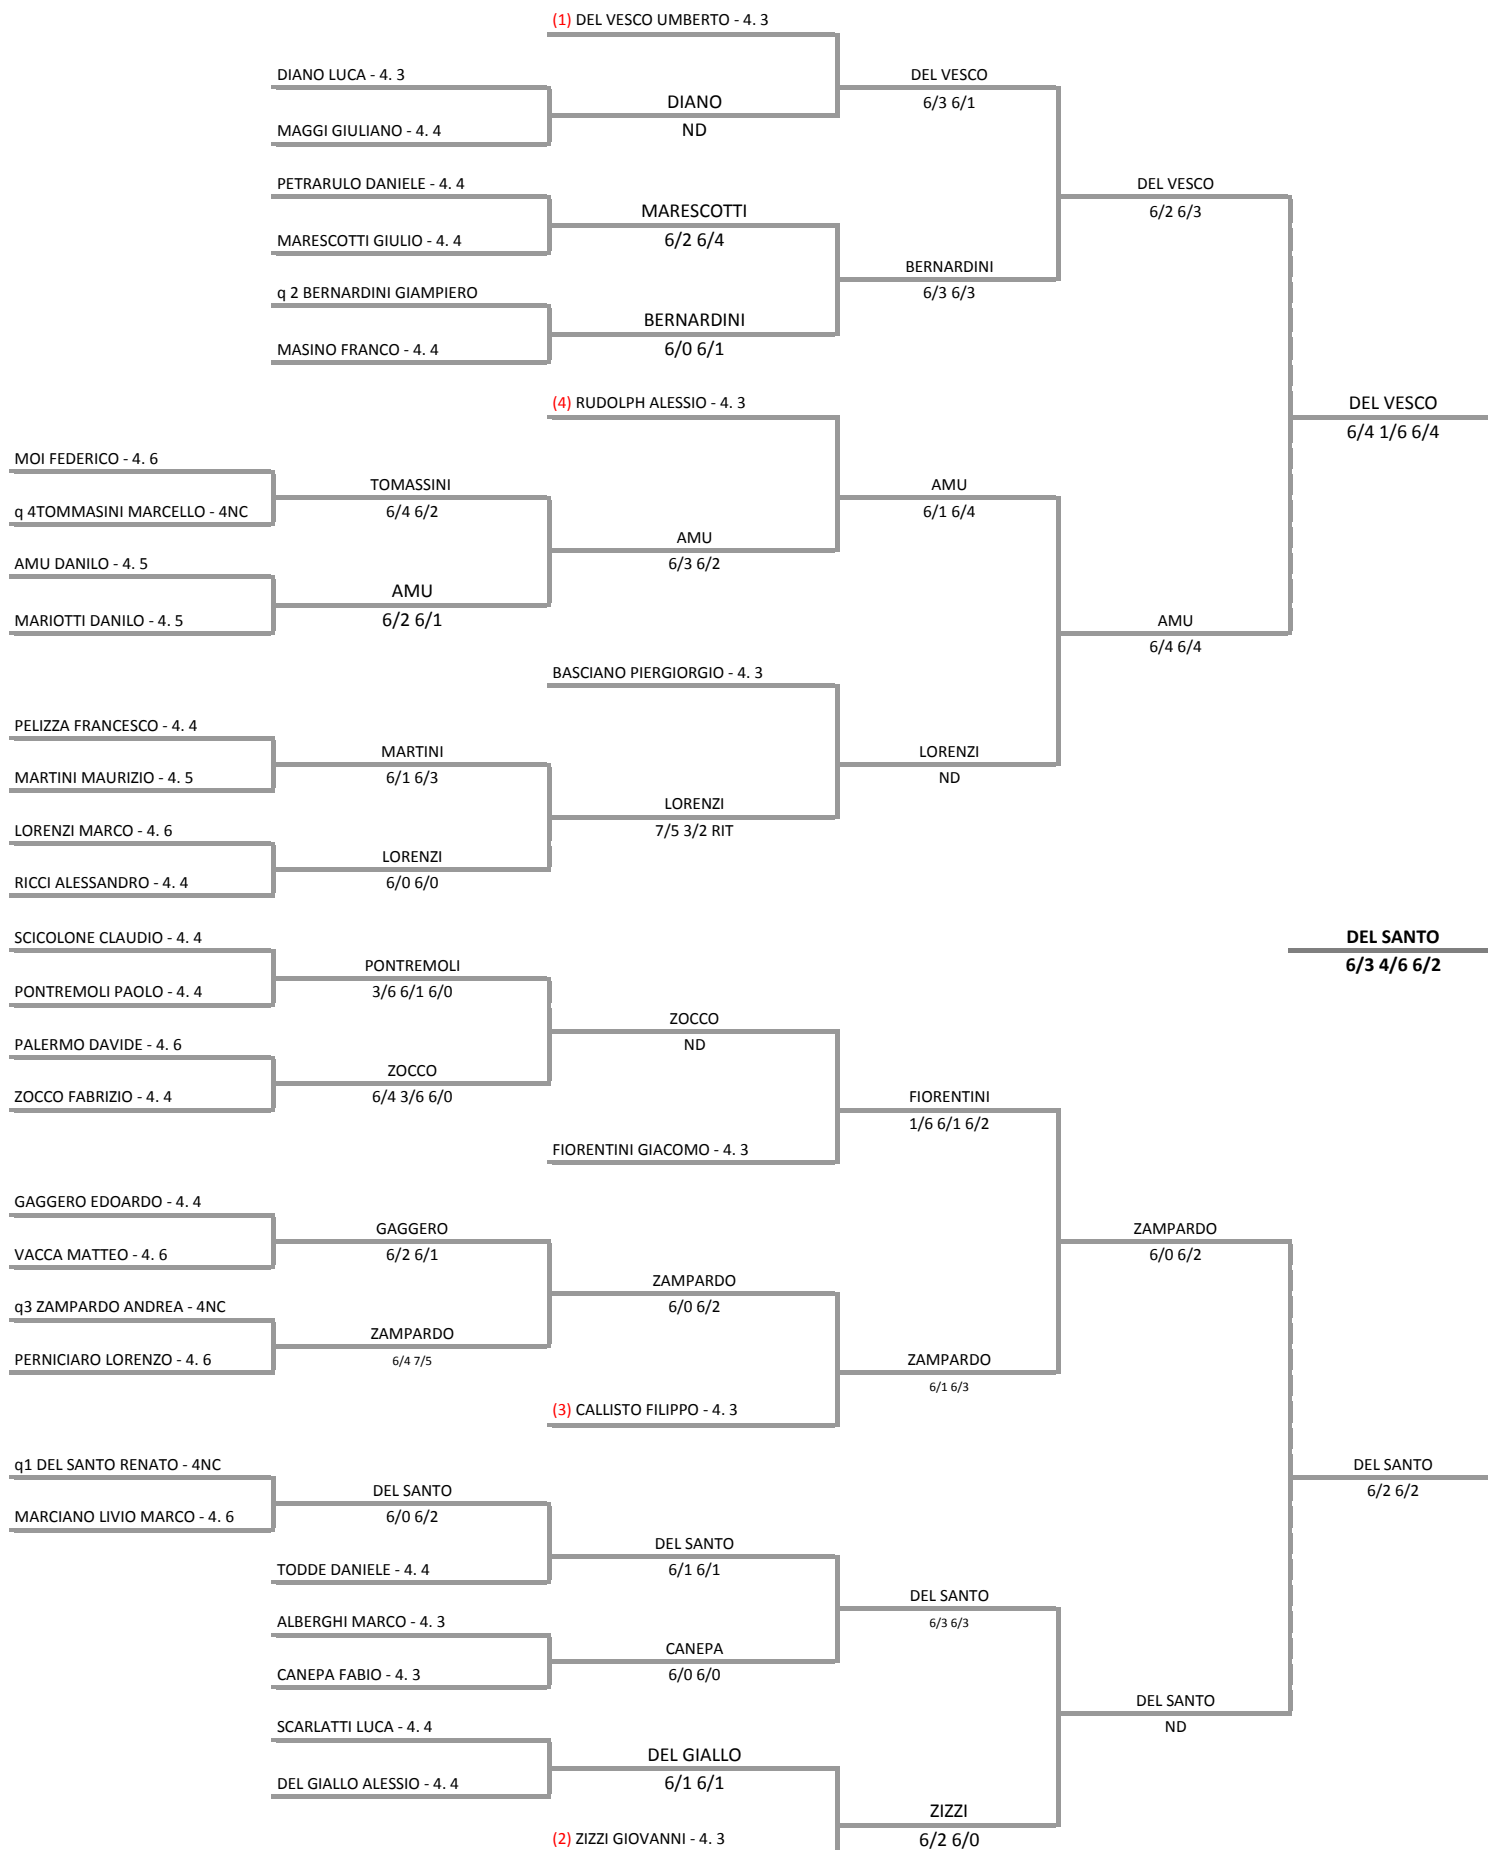 (1) DEL VESCO UMBERTO - 4. 3
DIANO LUCA - 4. 3
DEL VESCO
6/3 6/1
DIANO
ND
MAGGI GIULIANO - 4. 4
PETRARULO DANIELE - 4. 4
DEL VESCO
6/2 6/3
MARESCOTTI
6/2 6/4
MARESCOTTI GIULIO - 4. 4
BERNARDINI
6/3 6/3
q 2 BERNARDINI GIAMPIERO
BERNARDINI
6/0 6/1
MASINO FRANCO - 4. 4
(4) RUDOLPH ALESSIO - 4. 3
DEL VESCO
6/4 1/6 6/4
MOI FEDERICO - 4. 6
TOMASSINI
6/4 6/2
AMU
6/1 6/4
q 4TOMMASINI MARCELLO - 4NC
AMU
6/3 6/2
AMU DANILO - 4. 5
AMU
6/2 6/1
MARIOTTI DANILO - 4. 5
AMU
6/4 6/4
BASCIANO PIERGIORGIO - 4. 3
PELIZZA FRANCESCO - 4. 4
MARTINI
6/1 6/3
LORENZI
ND
MARTINI MAURIZIO - 4. 5
LORENZI
7/5 3/2 RIT
LORENZI MARCO - 4. 6
LORENZI
6/0 6/0
RICCI ALESSANDRO - 4. 4
SCICOLONE CLAUDIO - 4. 4
DEL SANTO
6/3 4/6 6/2
PONTREMOLI
3/6 6/1 6/0
PONTREMOLI PAOLO - 4. 4
ZOCCO
ND
PALERMO DAVIDE - 4. 6
ZOCCO
6/4 3/6 6/0
ZOCCO FABRIZIO - 4. 4
FIORENTINI
1/6 6/1 6/2
FIORENTINI GIACOMO - 4. 3
GAGGERO EDOARDO - 4. 4
GAGGERO
6/2 6/1
ZAMPARDO
6/0 6/2
VACCA MATTEO - 4. 6
ZAMPARDO
6/0 6/2
q3 ZAMPARDO ANDREA - 4NC
ZAMPARDO
6/4 7/5
PERNICIARO LORENZO - 4. 6
ZAMPARDO
6/1 6/3
(3) CALLISTO FILIPPO - 4. 3
q1 DEL SANTO RENATO - 4NC
DEL SANTO
6/2 6/2
DEL SANTO
6/0 6/2
MARCIANO LIVIO MARCO - 4. 6
DEL SANTO
6/1 6/1
TODDE DANIELE - 4. 4
DEL SANTO
6/3 6/3
ALBERGHI MARCO - 4. 3
CANEPA
6/0 6/0
CANEPA FABIO - 4. 3
DEL SANTO
ND
SCARLATTI LUCA - 4. 4
DEL GIALLO
6/1 6/1
DEL GIALLO ALESSIO - 4. 4
ZIZZI
6/2 6/0
(2) ZIZZI GIOVANNI - 4. 3